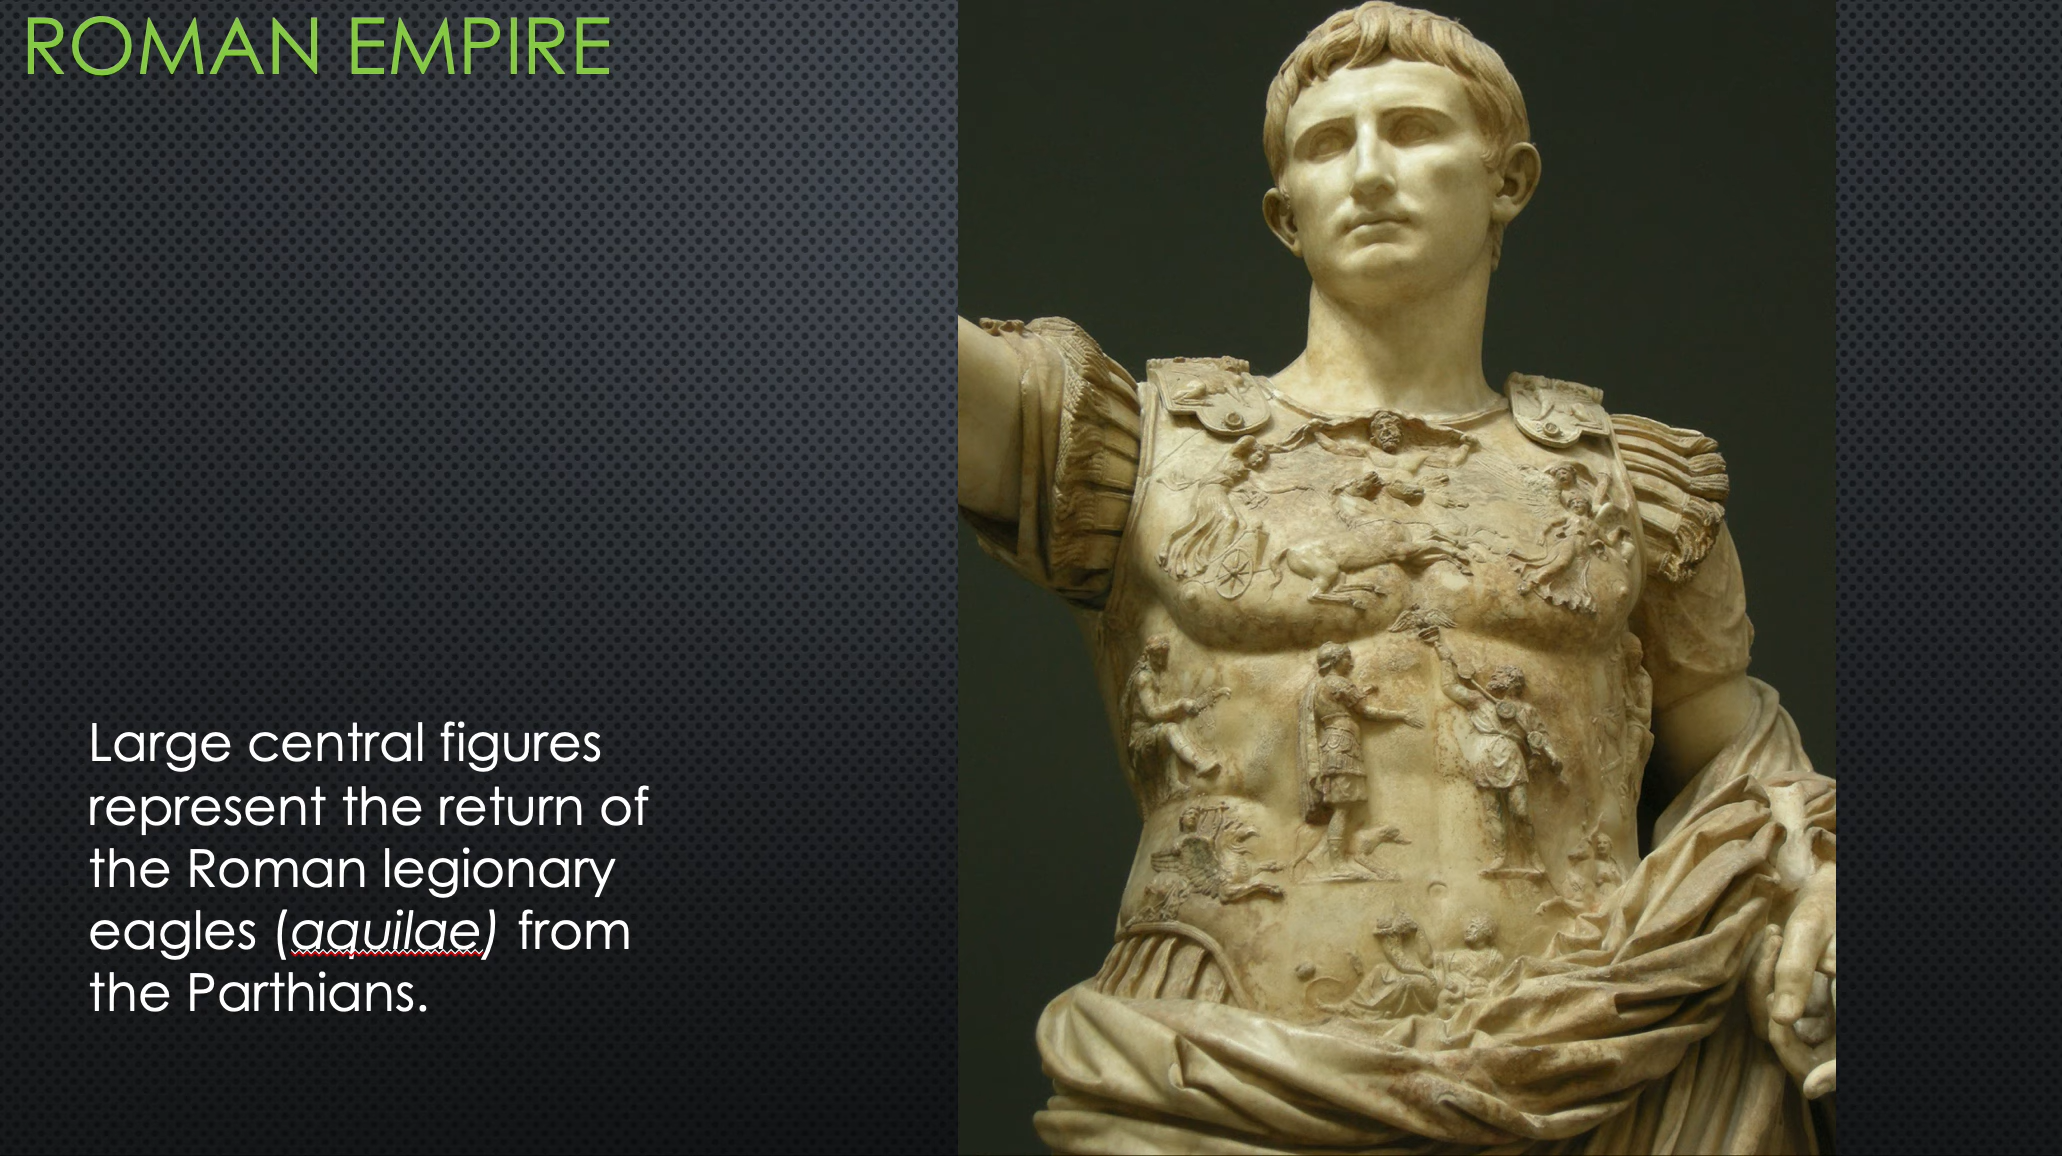 ROMAN EMPIRE
Large central figures
represent the return of
the Roman legionary
eagles (aquilae) from
the Parthians.